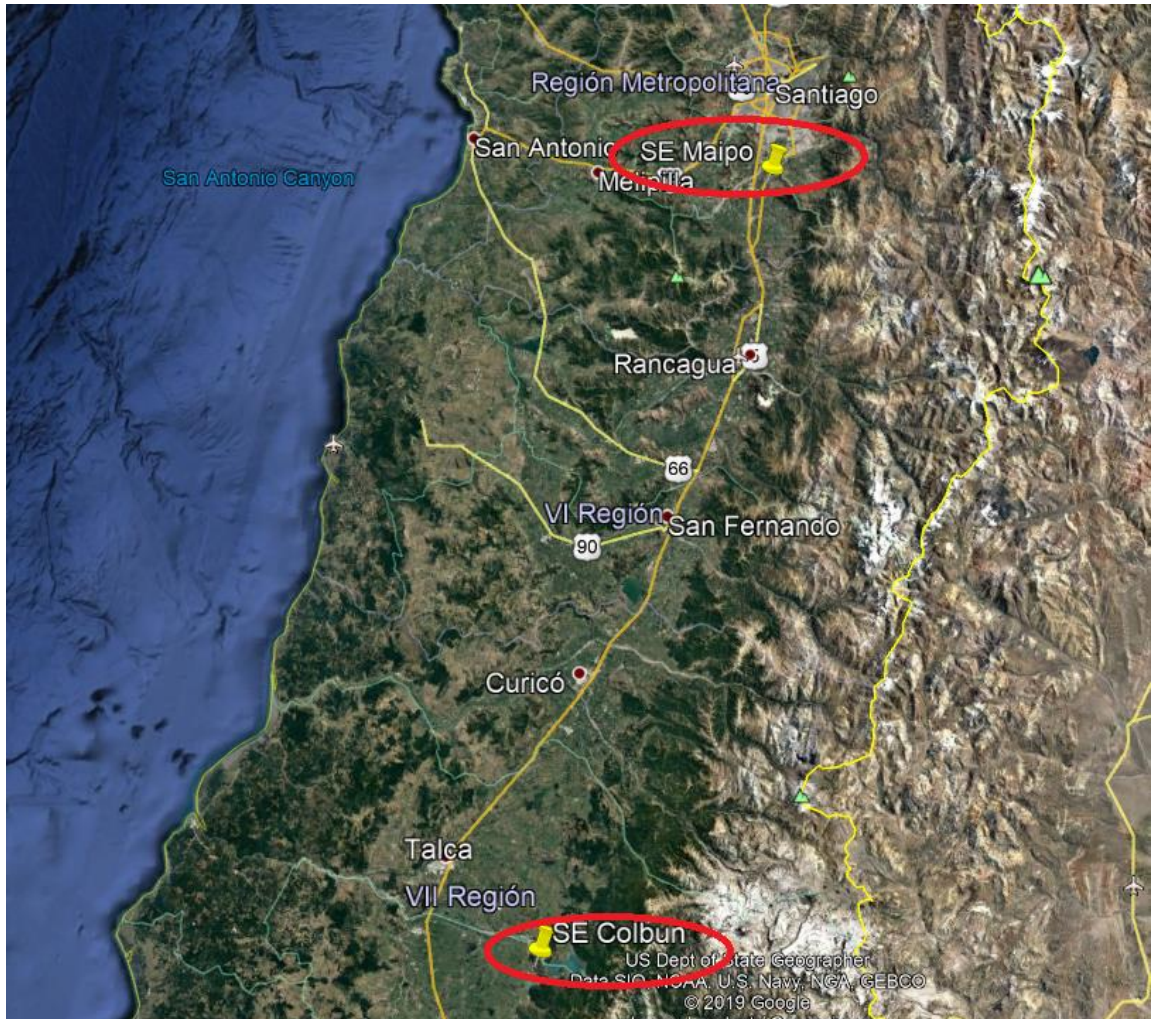 Región Metropolitana
Santiago
San Antonio
SE Maipo
Melipilla
San Antonio Canyon
Rancagua
66
VI Región
San Fernando
90
Curicó
Talca
VII Región
SE Colbun
US Dept of State Geographer
Data SIO, NOAA, U.S. Navy, NGA, GEBCO
© 2019 Google